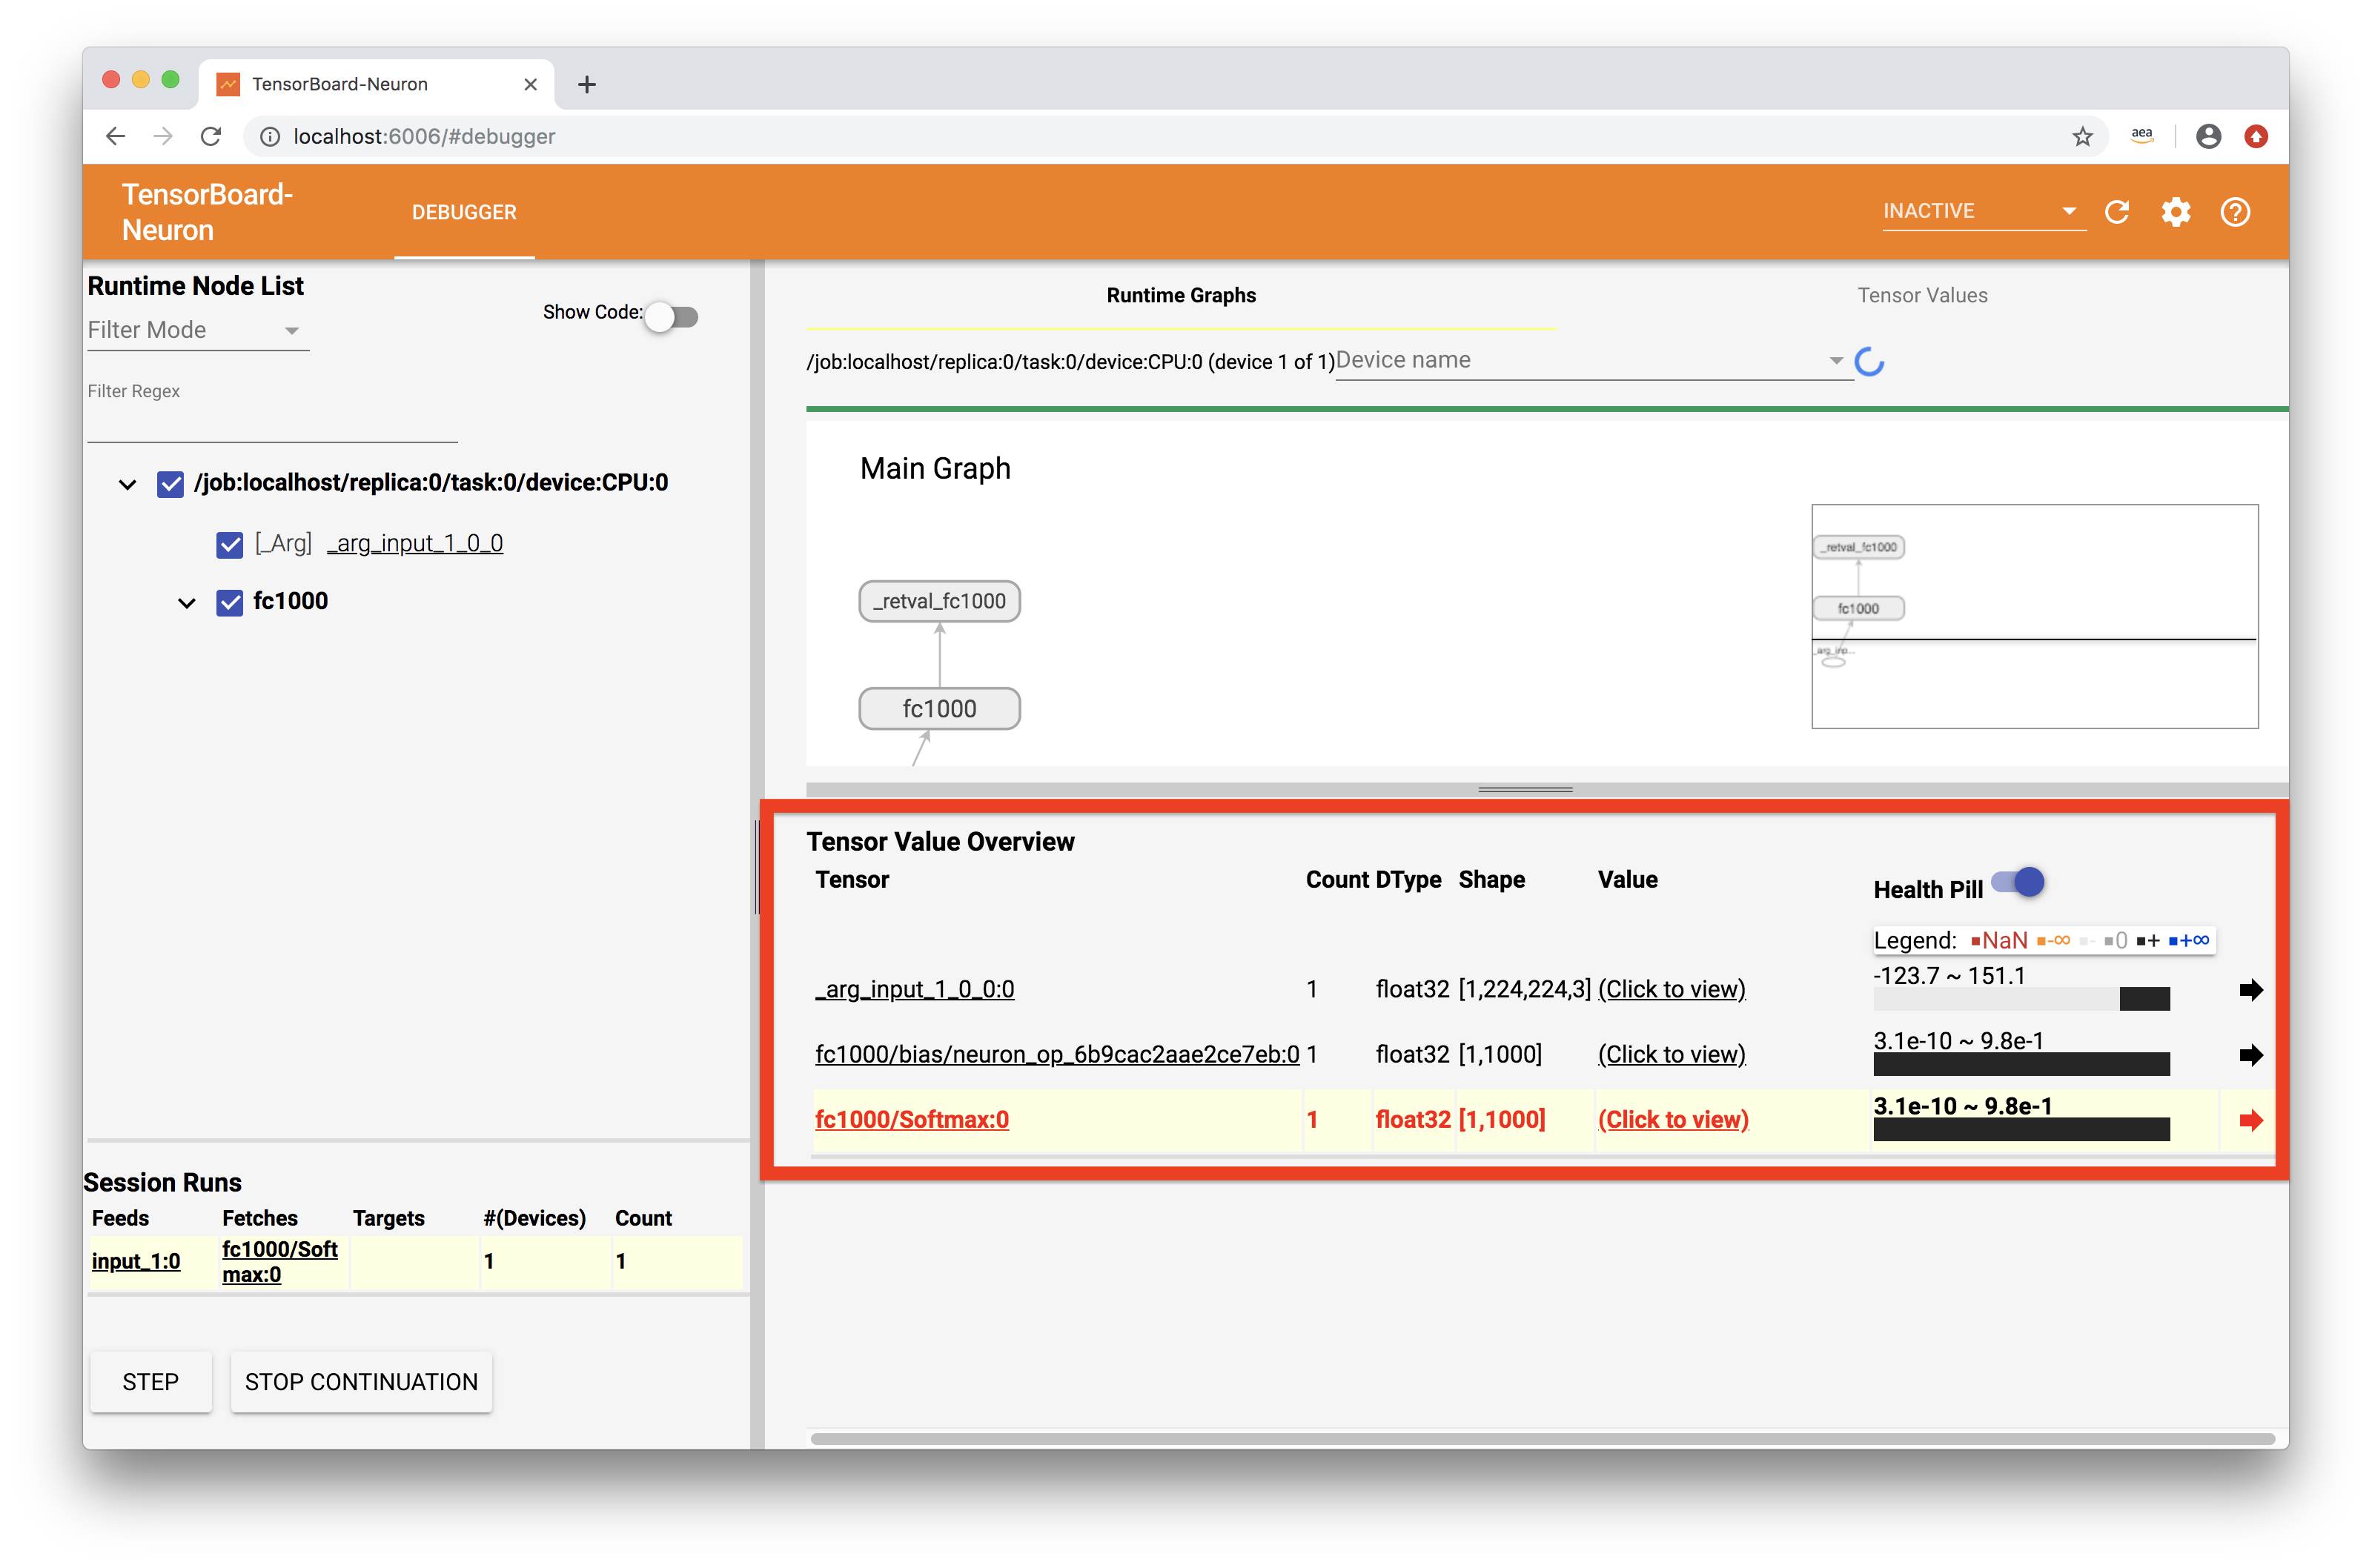 TensorBoard-Neuron
localhost:6006/#debugger
aea
TensorBoard-
Neuron
DEBUGGER
INACTIVE
Runtime Node List
Show Code:
Filter Mode
Filter Regex
/job:localhost/replica:0/task:0/device:CPU:0
[_Arg] _arg_input_1_0_0
fc1000
Session Runs
Feeds Fetches Targets #(Devices) Count
input_1:0 fc1000/Soft 1 1
max:0
STEP STOP CONTINUATION
Runtime Graphs Tensor Values
/job:localhost/replica:0/task:0/device:CPU:0 (device 1 of 1) Device name
Main Graph
_retval_fc1000
fc1000
_retval_fc1000
fc1000
_arg_inp...
Tensor Value Overview
Tensor Count DType Shape Value Health Pill
Legend: NaN -∞ - 0 + +∞
-123.7 ~ 151.1
_arg_input_1_0_0:0 1 float32 [1,224,224,3] (Click to view)
3.1e-10 ~ 9.8e-1
fc1000/bias/neuron_op_6b9cac2aae2ce7eb:0 1 float32 [1,1000] (Click to view)
3.1e-10 ~ 9.8e-1
fc1000/Softmax:0 1 float32 [1,1000] (Click to view)